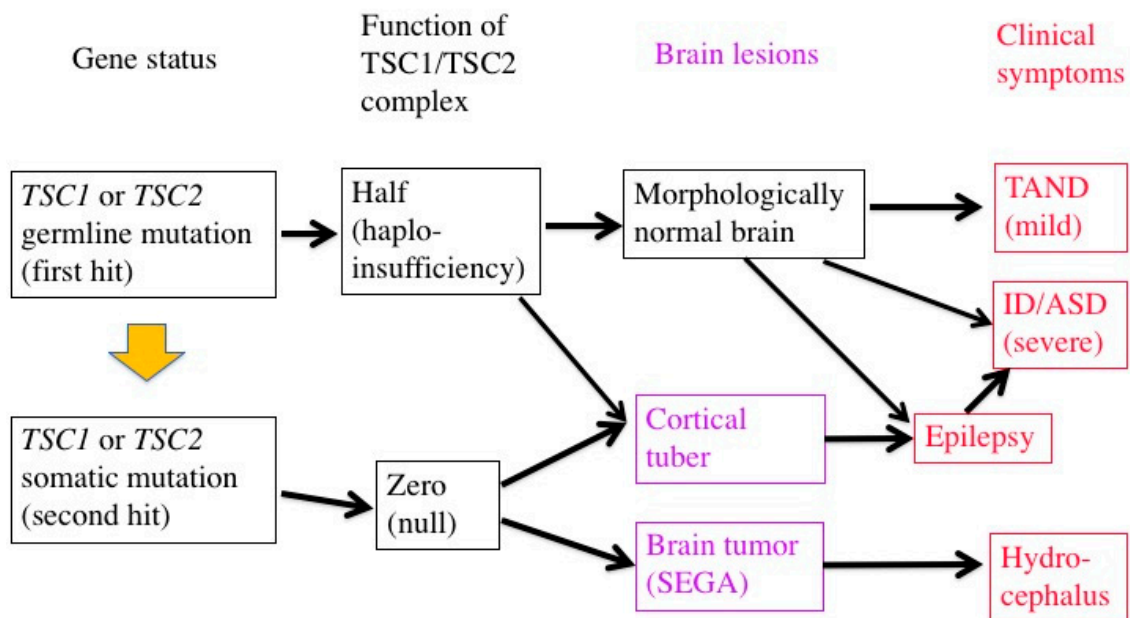 Gene status
Function of
TSC1/TSC2
complex
Brain lesions
Clinical
symptoms
TSC1 or TSC2
germline mutation
(first hit)
Half
(haplo-
insufficiency)
Morphologically
normal brain
TAND
(mild)
ID/ASD
(severe)
TSC1 or TSC2
somatic mutation
(second hit)
Zero
(null)
Cortical
tuber
Epilepsy
Brain tumor
(SEGA)
Hydro-
cephalus